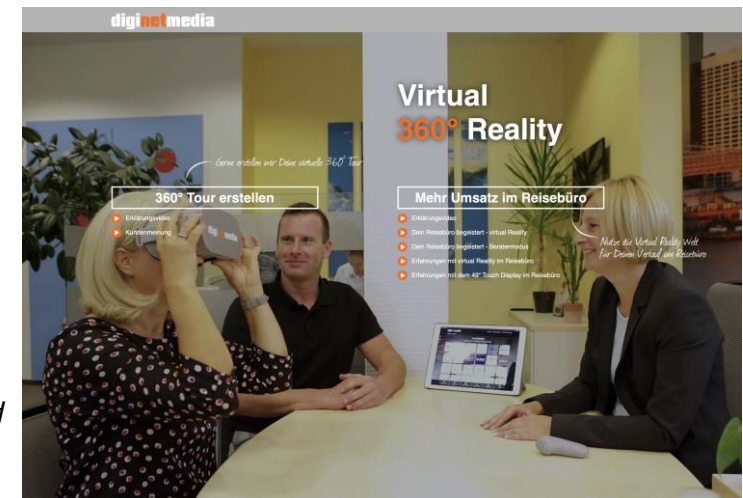 diginetmedia
Virtual
360° Reality
Gerne erstellen wir Deine virtuelle 360° Tour
360° Tour erstellen
Erklärungsvideo
Kundenmeinung
Mehr Umsatz im Reisebüro
Erklärungsvideo
Dein Reisebüro begeistert - virtual Reality
Dein Reisebüro begeistert - Beratermodus
Erfahrungen mit virtual Reality im Reisebüro
Erfahrungen mit dem 49" Touch Display im Reisebüro
Nutze die Virtual Reality Welt
für Deinen Verkauf im Reisebüro